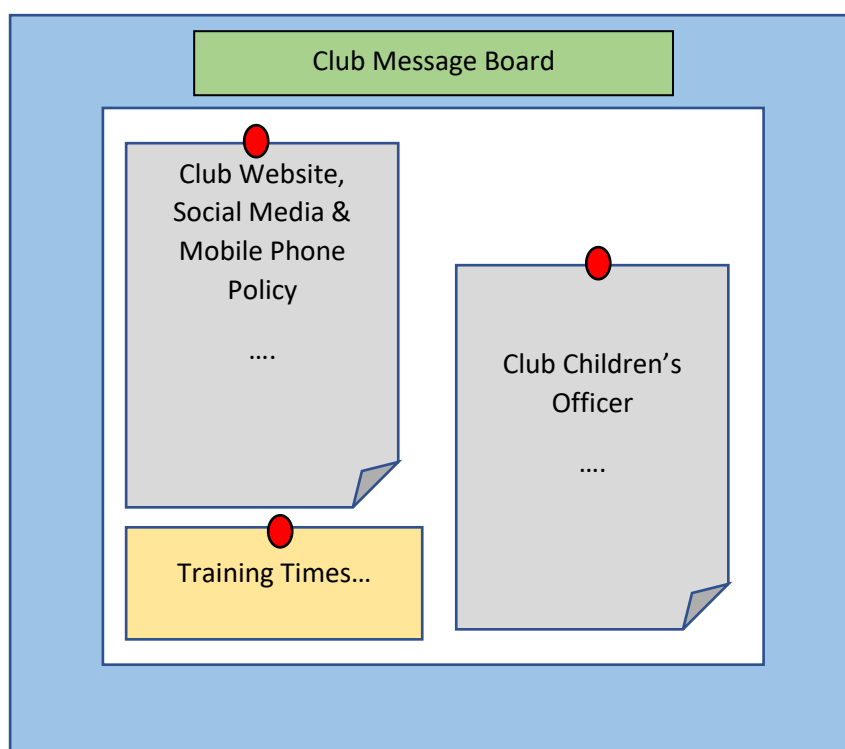 Club Message Board
Club Website,
Social Media &
Mobile Phone
Policy
....
Club Children’s
Officer
....
Training Times…